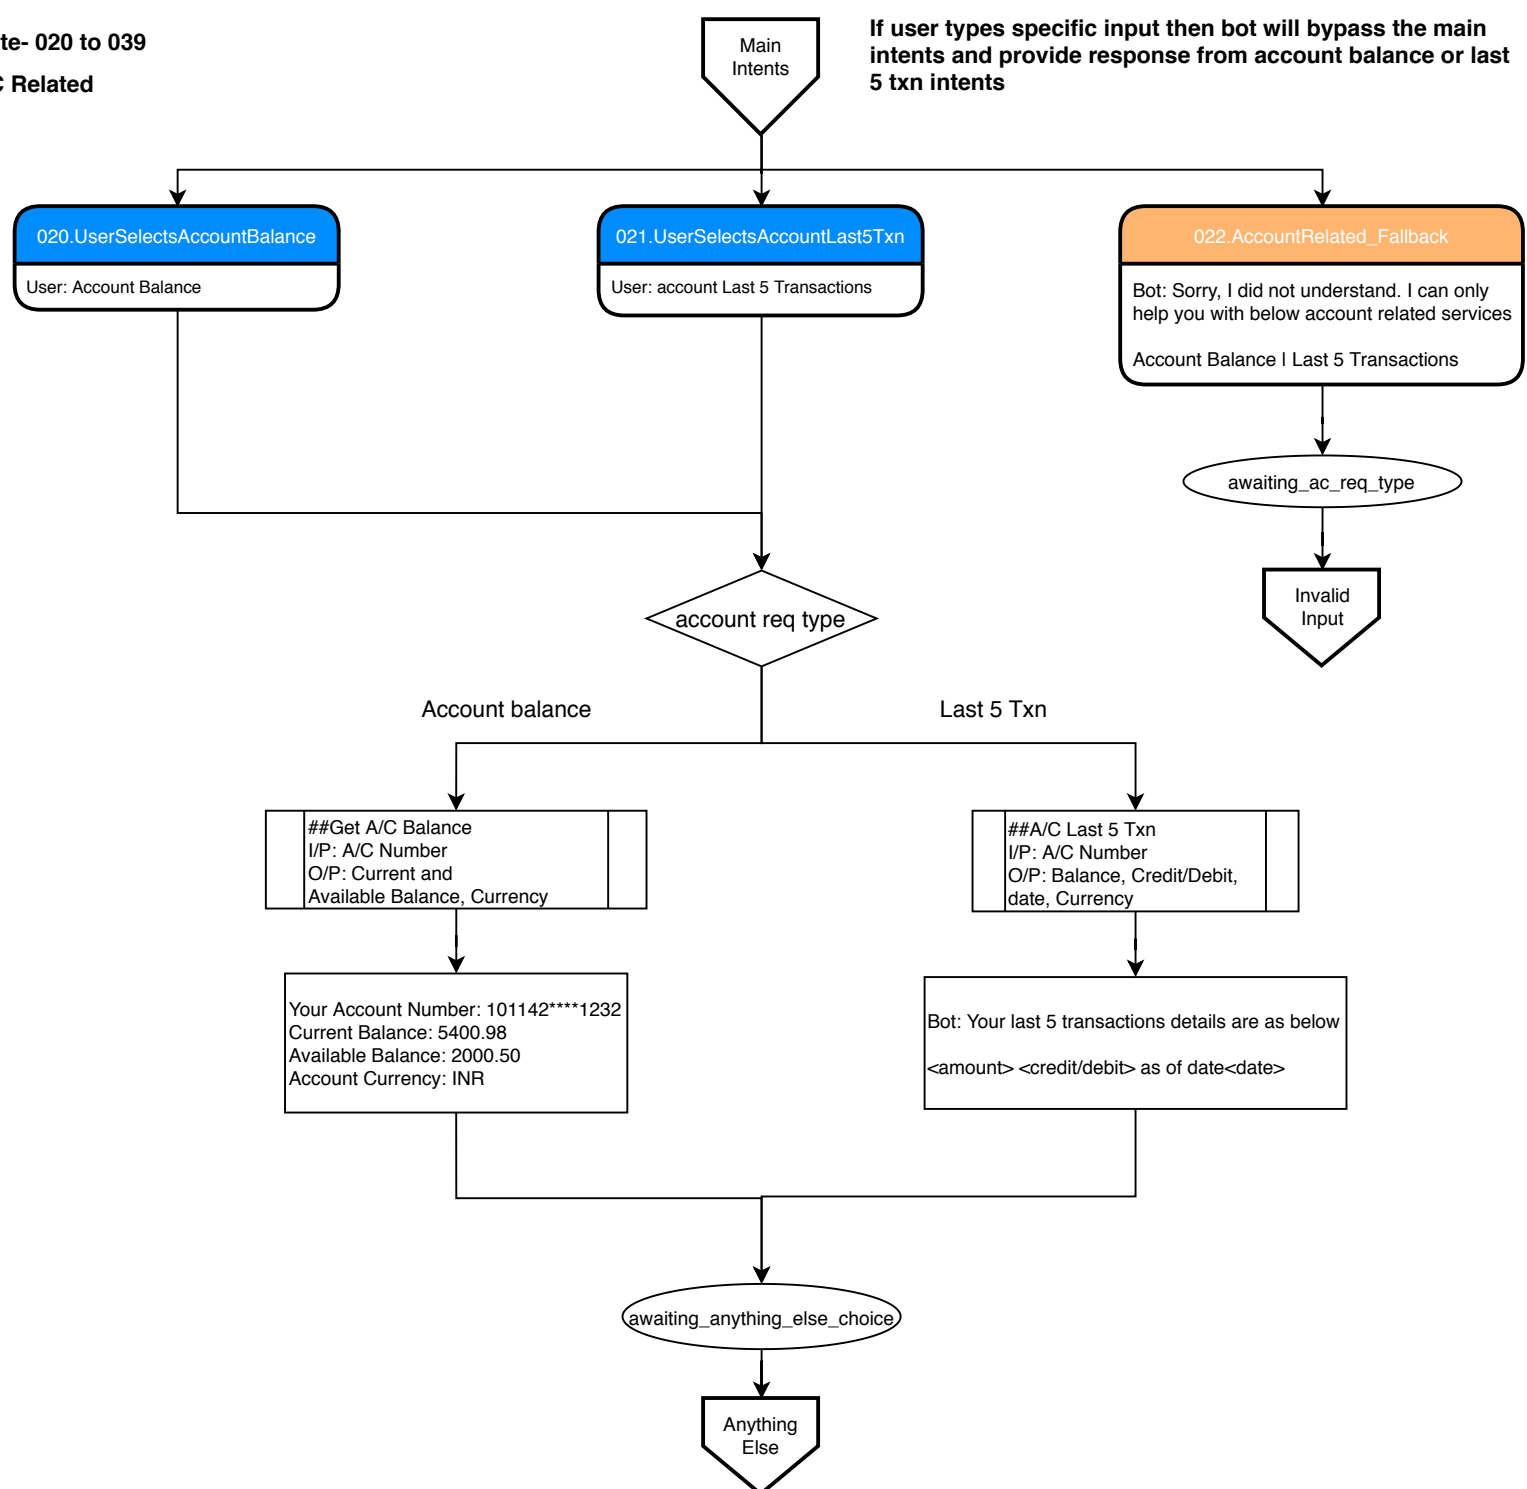 te- 020 to 039
C Related
Main
Intents
If user types specific input then bot will bypass the main
intents and provide response from account balance or last
5 txn intents
020.UserSelectsAccountBalance
User: Account Balance
021.UserSelectsAccountLast5Txn
User: account Last 5 Transactions
022.AccountRelated_Fallback
Bot: Sorry, I did not understand. I can only
help you with below account related services
Account Balance | Last 5 Transactions
awaiting_ac_req_type
Invalid
Input
account req type
Account balance
Last 5 Txn
##Get A/C Balance
I/P: A/C Number
O/P: Current and
Available Balance, Currency
##A/C Last 5 Txn
I/P: A/C Number
O/P: Balance, Credit/Debit,
date, Currency
Your Account Number: 101142****1232
Current Balance: 5400.98
Available Balance: 2000.50
Account Currency: INR
Bot: Your last 5 transactions details are as below
<amount> <credit/debit> as of date<date>
awaiting_anything_else_choice
Anything
Else